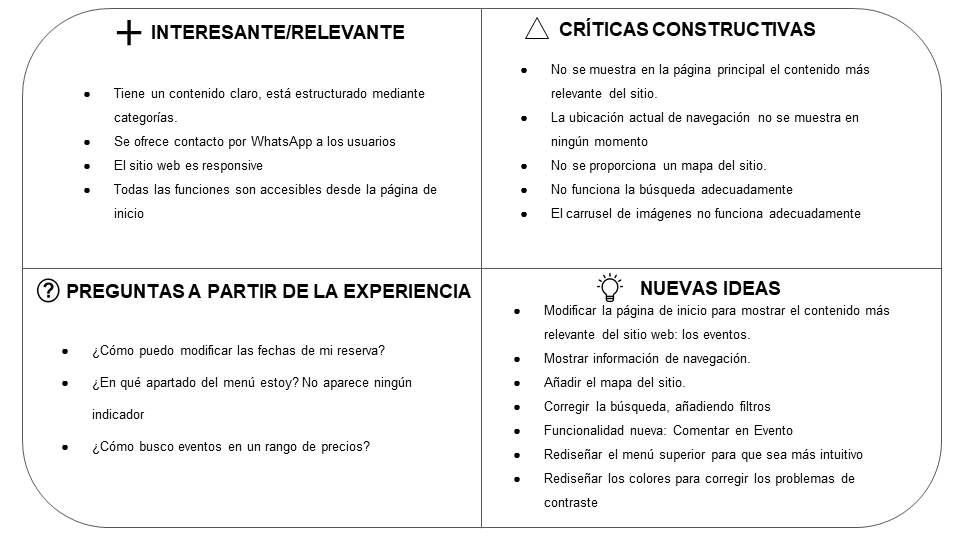 INTERESANTE/RELEVANTE
Tiene un contenido claro, está estructurado mediante
categorías.
Se ofrece contacto por WhatsApp a los usuarios
El sitio web es responsive
Todas las funciones son accesibles desde la página de
inicio
CRÍTICAS CONSTRUCTIVAS
No se muestra en la página principal el contenido más
relevante del sitio.
La ubicación actual de navegación no se muestra en
ningún momento
No se proporciona un mapa del sitio.
No funciona la búsqueda adecuadamente
El carrusel de imágenes no funciona adecuadamente
PREGUNTAS A PARTIR DE LA EXPERIENCIA
¿Cómo puedo modificar las fechas de mi reserva?
¿En qué apartado del menú estoy? No aparece ningún
indicador
¿Cómo busco eventos en un rango de precios?
NUEVAS IDEAS
Modificar la página de inicio para mostrar el contenido más
relevante del sitio web: los eventos.
Mostrar información de navegación.
Añadir el mapa del sitio.
Corregir la búsqueda, añadiendo filtros
Funcionalidad nueva: Comentar en Evento
Rediseñar el menú superior para que sea más intuitivo
Rediseñar los colores para corregir los problemas de
contraste